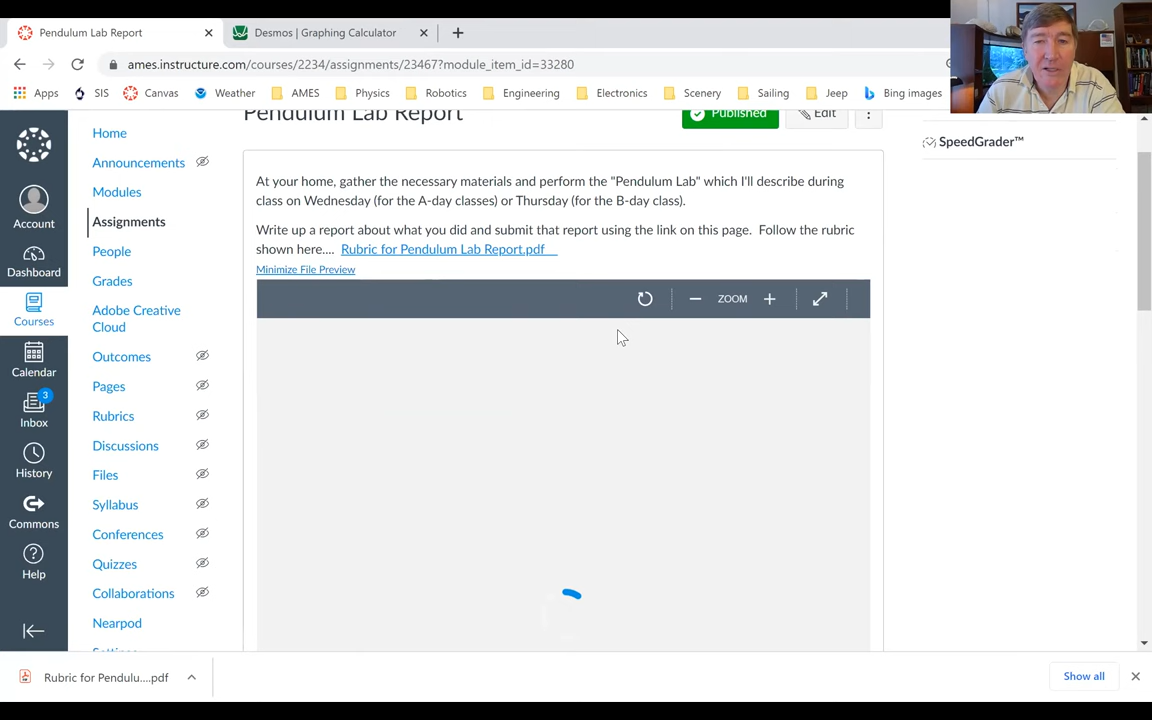 Pendulum Lab Report
Desmos | Graphing Calculator
ames.instructure.com/courses/2234/assignments/23467?module_item_id=33280
Apps
SIS
Canvas
Weather
AMES
Physics
Robotics
Engineering
Electronics
Scenery
Sailing
Jeep
Bing images
Account
Dashboard
Courses
Calendar
3
Inbox
History
Commons
Help
Home
Announcements
Modules
Assignments
People
Grades
Adobe Creative
Cloud
Outcomes
Pages
Rubrics
Discussions
Files
Syllabus
Conferences
Quizzes
Collaborations
Nearpod
Settings
Pendulum Lab Report
Published
Edit
SpeedGrader™
At your home, gather the necessary materials and perform the "Pendulum Lab" which I'll describe during
class on Wednesday (for the A-day classes) or Thursday (for the B-day class).
Write up a report about what you did and submit that report using the link on this page. Follow the rubric
shown here.... Rubric for Pendulum Lab Report.pdf
Minimize File Preview
ZOOM
Rubric for Pendulu....pdf
Show all